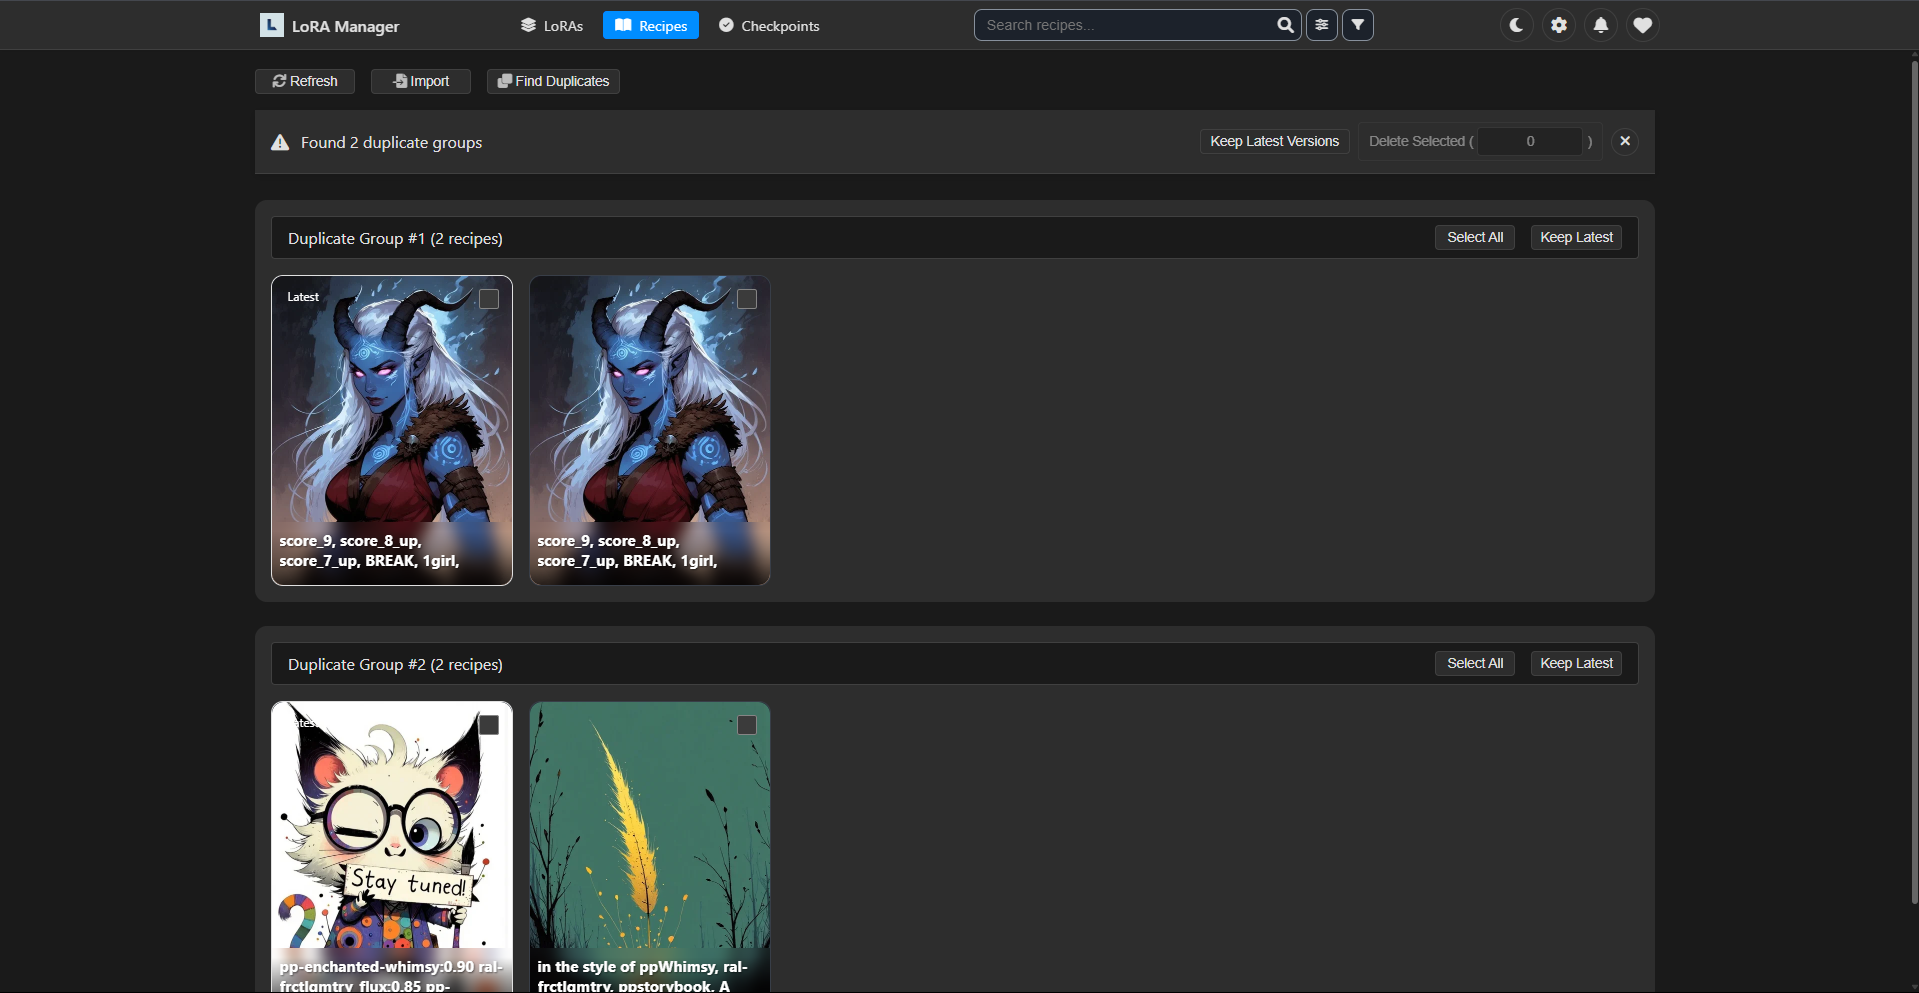 L LoRA Manager
LoRAs
Recipes
Checkpoints
Search recipes...
Refresh
Import
Find Duplicates
Found 2 duplicate groups
Keep Latest Versions
Delete Selected ( 0 )
Duplicate Group #1 (2 recipes)
Select All
Keep Latest
Latest
score_9, score_8_up,
score_7_up, BREAK, 1girl,
score_9, score_8_up,
score_7_up, BREAK, 1girl,
Duplicate Group #2 (2 recipes)
Select All
Keep Latest
Latest
Stay tuned!
pp-enchanted-whimsy:0.90 ral-
frctlgmtry_flux:0.85 pp-
in the style of ppWhimsy, ral-
frctlgmtry, ppstorybook, A